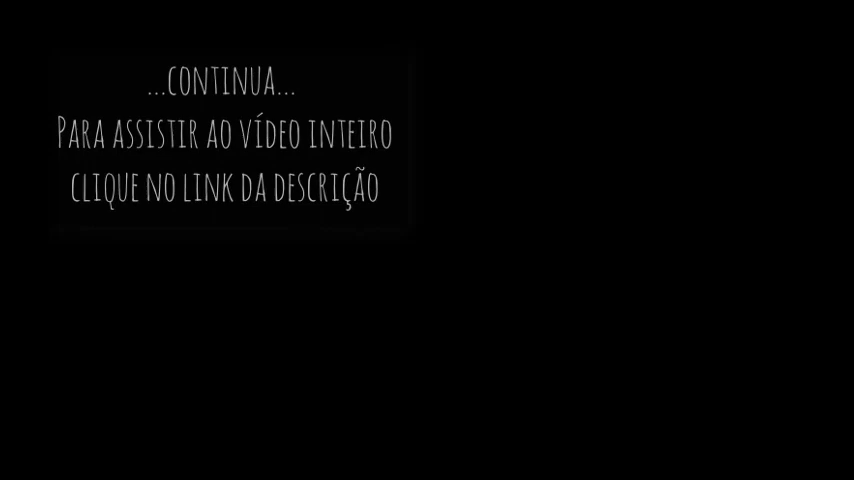 ...continua...
Para assistir ao vídeo inteiro
clique no link da descrição